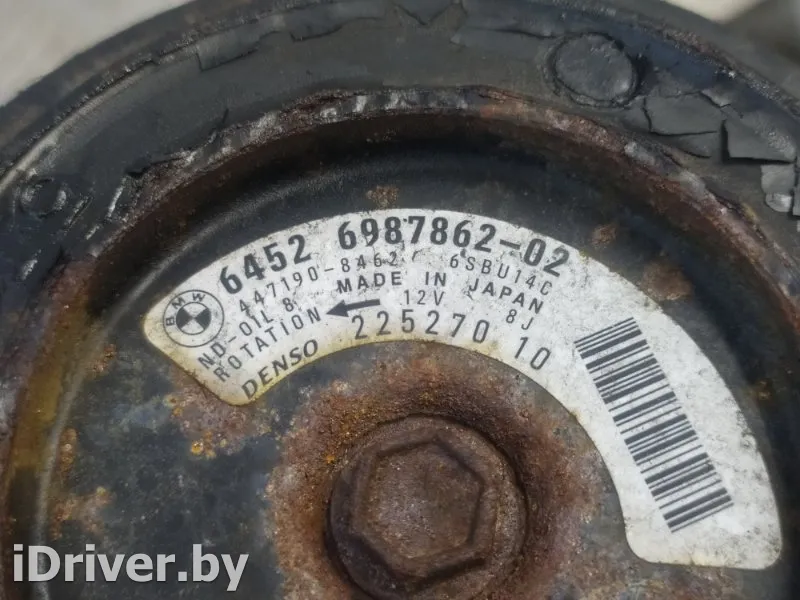 BMW
6452 6987862-02
447190-8462 6SBU14C
ND-OIL 8 MADE IN JAPAN
ROTATION 12V 8J
DENSO 225270 10
iDriver.by